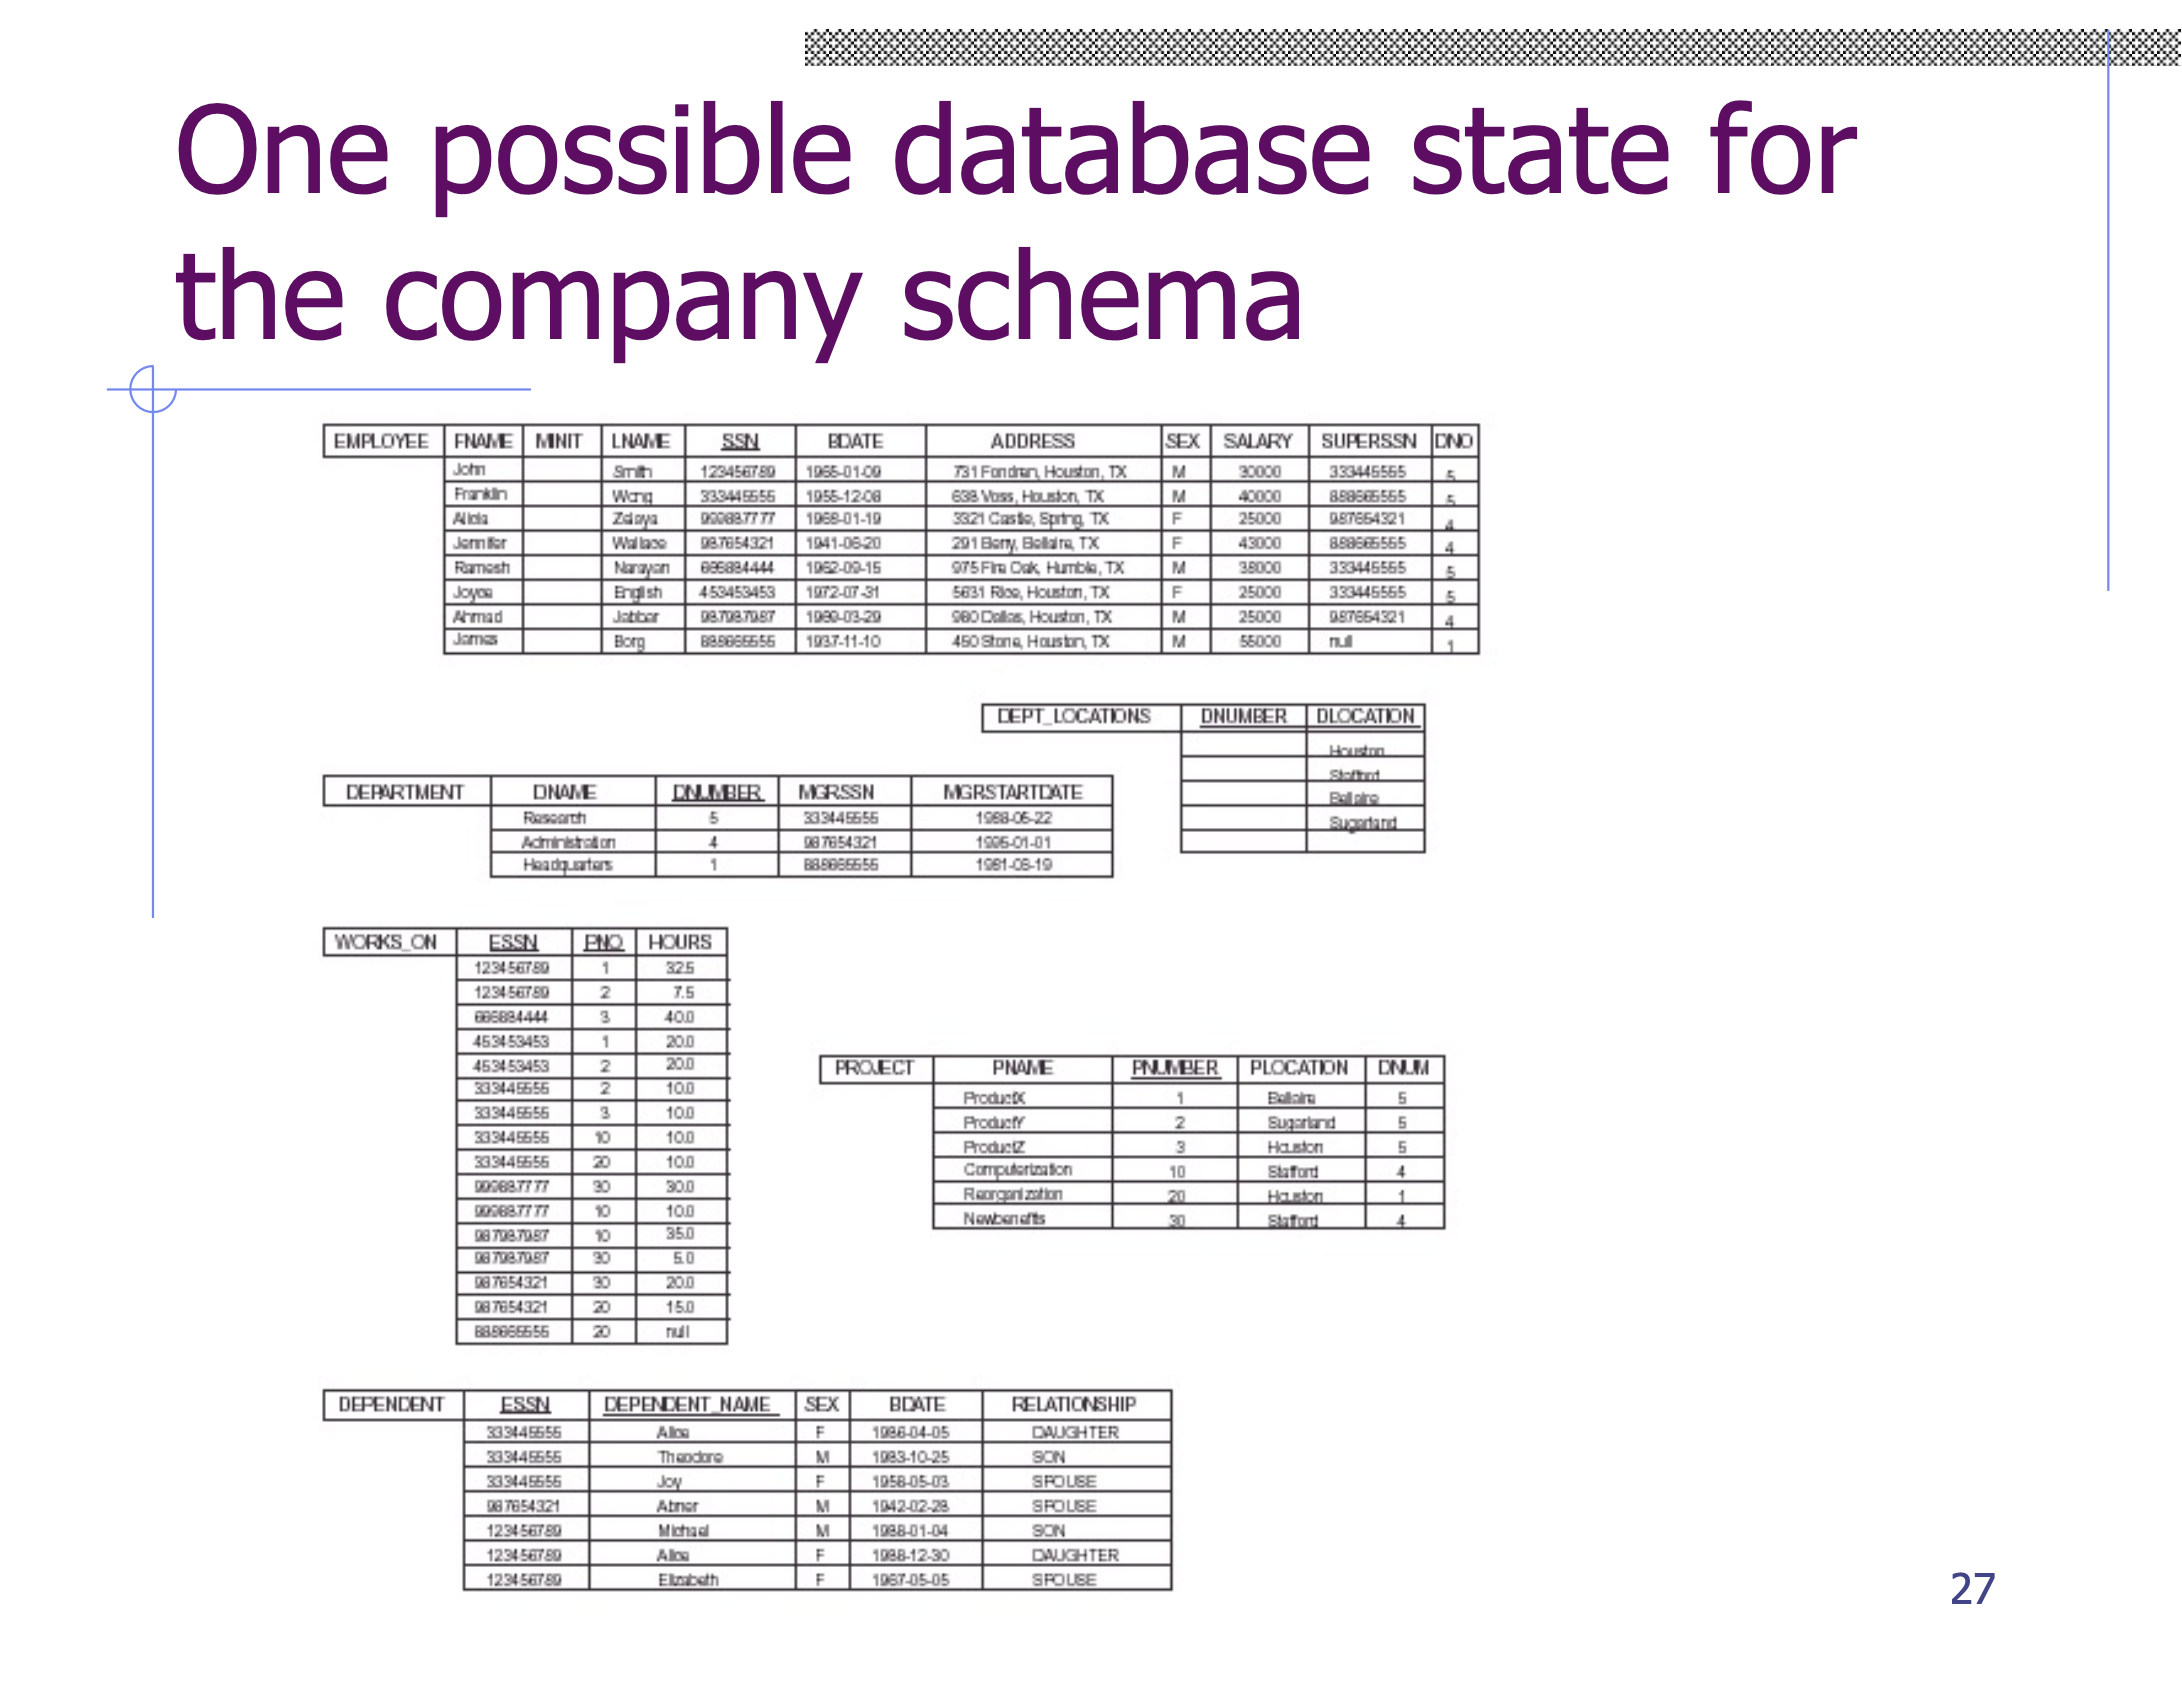 One possible database state for
the company schema
EMPLOYEE FNAME MINIT LNAME SSN BDATE ADDRESS SEX SALARY SUPERSSN DNO
John Smith 123456789 1965-01-09 731 Fondren, Houston, TX M 30000 333445555 5
Franklin Wong 333445555 1955-12-08 638 Voss, Houston, TX M 40000 888665555 5
Alicia Zelaya 999887777 1968-01-19 3321 Castle, Spring, TX F 25000 987654321 4
Jennifer Wallace 987654321 1941-06-20 291 Berry, Bellaire, TX F 43000 888665555 4
Ramesh Narayan 666884444 1962-09-15 975 Fire Oak, Humble, TX M 38000 333445555 5
Joyce English 453453453 1972-07-31 5631 Rice, Houston, TX F 25000 333445555 5
Ahmad Jabbar 987987987 1969-03-29 980 Dallas, Houston, TX M 25000 987654321 4
James Borg 888665555 1937-11-10 450 Stone, Houston, TX M 55000 null 1
DEPT_LOCATIONS DNUMBER DLOCATION
Houston
Stafford
Bellaire
Sugarland
DEPARTMENT DNAME DNUMBER MGRSSN MGRSTARTDATE
Research 5 333445555 1988-05-22
Administration 4 987654321 1995-01-01
Headquarters 1 888665555 1981-06-19
WORKS_ON ESSN PNO HOURS
123456789 1 32.5
123456789 2 7.5
666884444 3 40.0
453453453 1 20.0
453453453 2 20.0
333445555 2 10.0
333445555 3 10.0
333445555 10 10.0
333445555 20 10.0
999887777 30 30.0
999887777 10 10.0
987987987 10 35.0
987987987 30 5.0
987654321 30 20.0
987654321 20 15.0
888665555 20 null
PROJECT PNAME PNUMBER PLOCATION DNUM
ProductX 1 Bellaire 5
ProductY 2 Sugarland 5
ProductZ 3 Houston 5
Computerization 10 Stafford 4
Reorganization 20 Houston 1
Newbenefits 30 Stafford 4
DEPENDENT ESSN DEPENDENT_NAME SEX BDATE RELATIONSHIP
333445555 Alice F 1986-04-05 DAUGHTER
333445555 Theodore M 1983-10-25 SON
333445555 Joy F 1958-05-03 SPOUSE
987654321 Abner M 1942-02-28 SPOUSE
123456789 Michael M 1988-01-04 SON
123456789 Alice F 1988-12-30 DAUGHTER
123456789 Elizabeth F 1967-05-05 SPOUSE
27